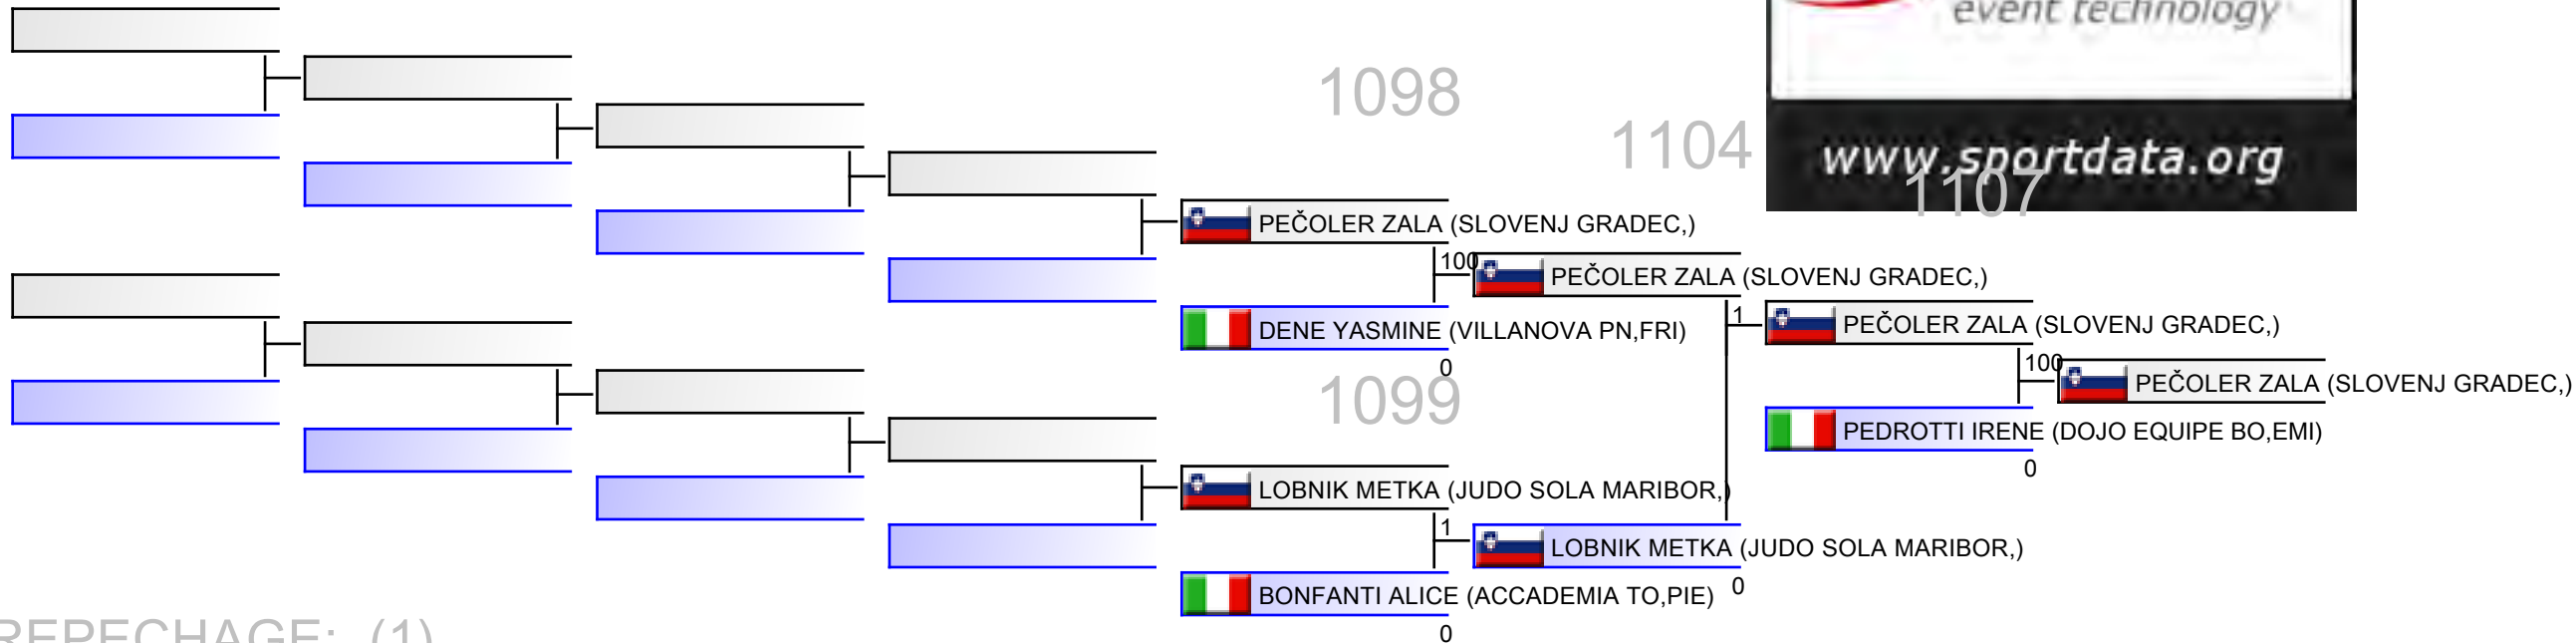 event technology
1098
1104
www.sportdata.org
1107
PEČOLER ZALA (SLOVENJ GRADEC,)
100
PEČOLER ZALA (SLOVENJ GRADEC,)
DENE YASMINE (VILLANOVA PN,FRI)
0
1
PEČOLER ZALA (SLOVENJ GRADEC,)
100
PEČOLER ZALA (SLOVENJ GRADEC,)
1099
PEDROTTI IRENE (DOJO EQUIPE BO,EMI)
0
LOBNIK METKA (JUDO SOLA MARIBOR,)
1
LOBNIK METKA (JUDO SOLA MARIBOR,)
0
BONFANTI ALICE (ACCADEMIA TO,PIE)
0
REPECHAGE: (1)